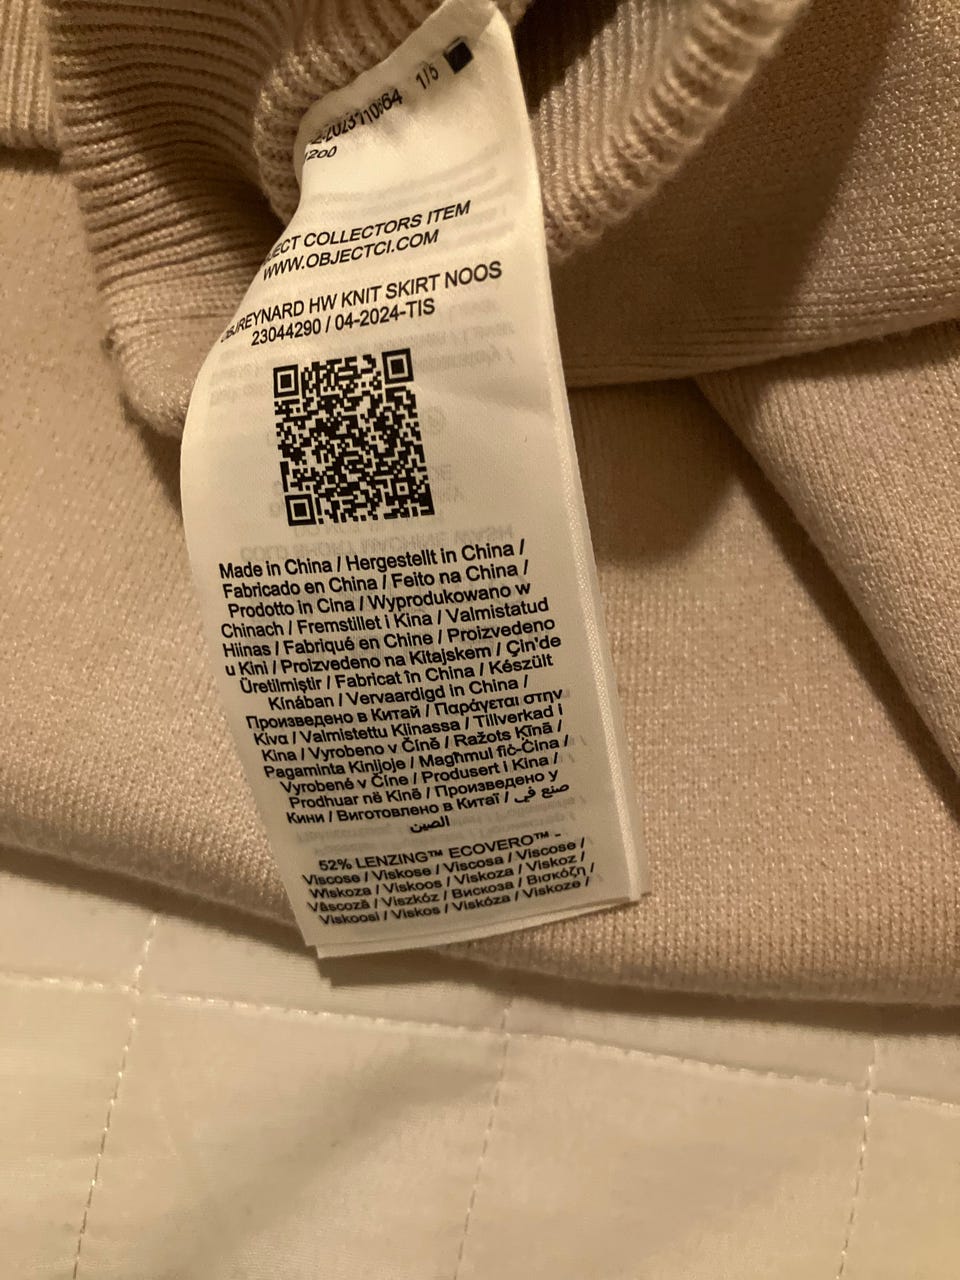 1/5
2023*110:64
1200
JECT COLLECTORS ITEM
WWW.OBJECTCI.COM
OBJREYNARD HW KNIT SKIRT NOOS
23044290 / 04-2024-TIS
Made in China / Hergestellt in China /
Fabricado en China / Feito na China /
Prodotto in Cina / Wyprodukowano w
Chinach / Fremstillet i Kina / Valmistatud
Hiinas / Fabriqué en Chine / Proizvedeno
u Kini / Proizvedeno na Kitajskem / Çin'de
Üretilmiştir / Fabricat în China / Készült
Kínában / Vervaardigd in China /
Произведено в Китай / Παράγεται στην
Κίνα / Valmistettu Kiinassa / Tillverkad i
Kina / Vyrobeno v Číně / Ražots Ķīnā /
Pagaminta Kinijoje / Magħmul fiċ-Ċina /
Vyrobené v Číne / Produsert i Kina /
Prodhuar në Kinë / Произведено у
Кини / Виготовлено в Китаї / صنع في
الصين
52% LENZING™ ECOVERO™ -
Viscose / Viskose / Viscosa / Viscose /
Wiskoza / Viskoos / Viskoza / Viskoz /
Vâscoză / Viszkóz / Вискоза / Βισκόζη /
Viskoosi / Viskos / Viskóza / Viskoze /